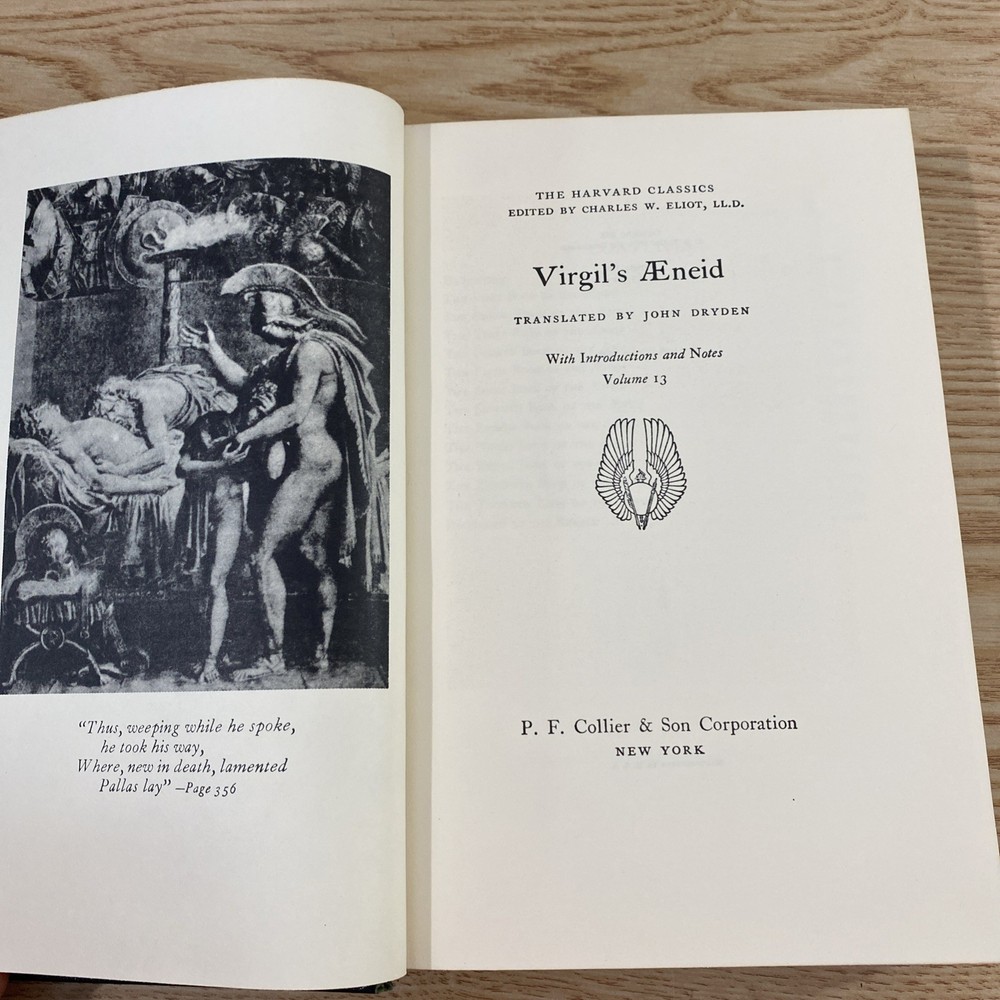 "Thus, weeping while he spoke,
he took his way,
Where, new in death, lamented
Pallas lay" —Page 356
THE HARVARD CLASSICS
EDITED BY CHARLES W. ELIOT, LL.D.
Virgil's Æneid
TRANSLATED BY JOHN DRYDEN
With Introductions and Notes
Volume 13
P. F. Collier & Son Corporation
NEW YORK